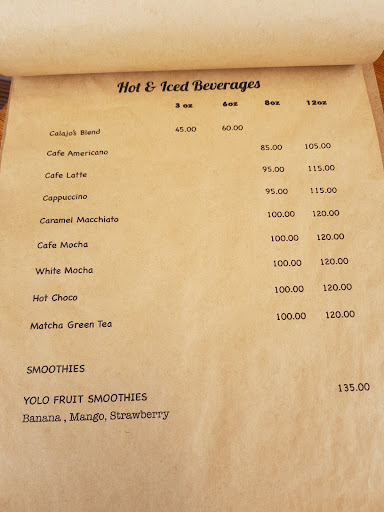 Hot & Iced Beverages
3 oz 6oz 8oz 12oz
Calajo's Blend 45.00 60.00
Cafe Americano 85.00 105.00
Cafe Latte 95.00 115.00
Cappuccino 95.00 115.00
Caramel Macchiato 100.00 120.00
Cafe Mocha 100.00 120.00
White Mocha 100.00 120.00
Hot Choco 100.00 120.00
Matcha Green Tea 100.00 120.00
SMOOTHIES
YOLO FRUIT SMOOTHIES 135.00
Banana , Mango, Strawberry